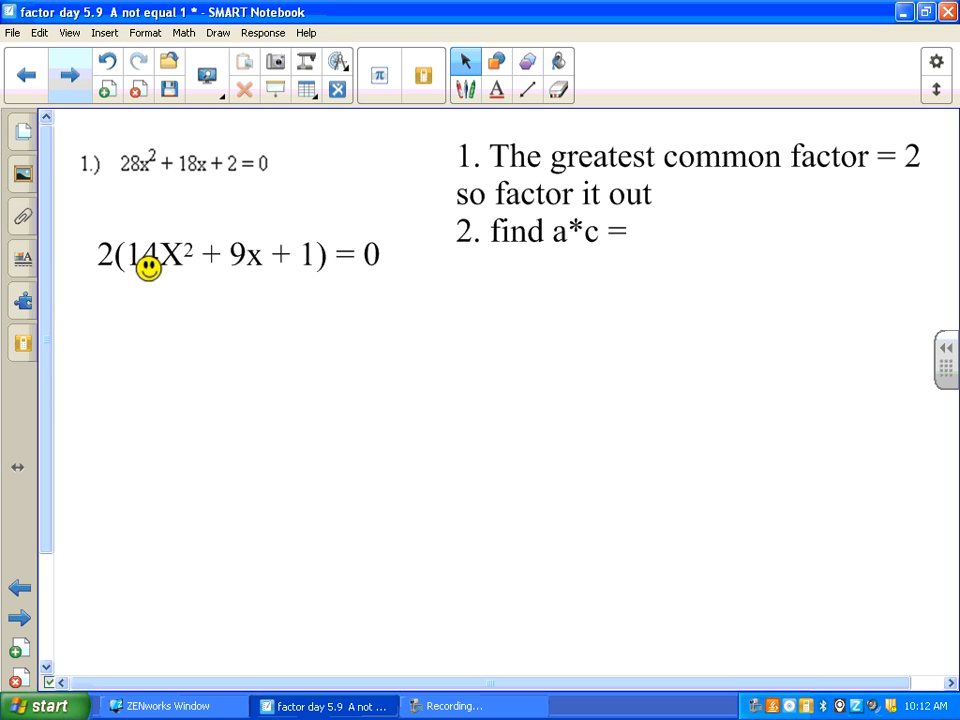 factor day 5.9 A not equal 1 * - SMART Notebook
File Edit View Insert Format Math Draw Response Help
1.) 28x² + 18x + 2 = 0
2(14X² + 9x + 1) = 0
1. The greatest common factor = 2
so factor it out
2. find a*c =
start ZENworks Window factor day 5.9 A not ... Recording... 10:12 AM